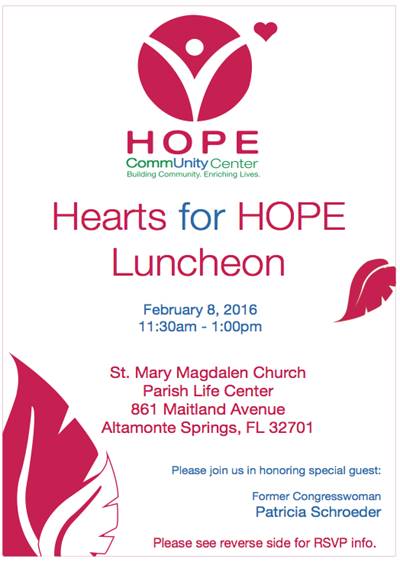 HOPE
CommUnity Center
Building Community. Enriching Lives.
Hearts for HOPE
Luncheon
February 8, 2016
11:30am - 1:00pm
St. Mary Magdalen Church
Parish Life Center
861 Maitland Avenue
Altamonte Springs, FL 32701
Please join us in honoring special guest:
Former Congresswoman
Patricia Schroeder
Please see reverse side for RSVP info.